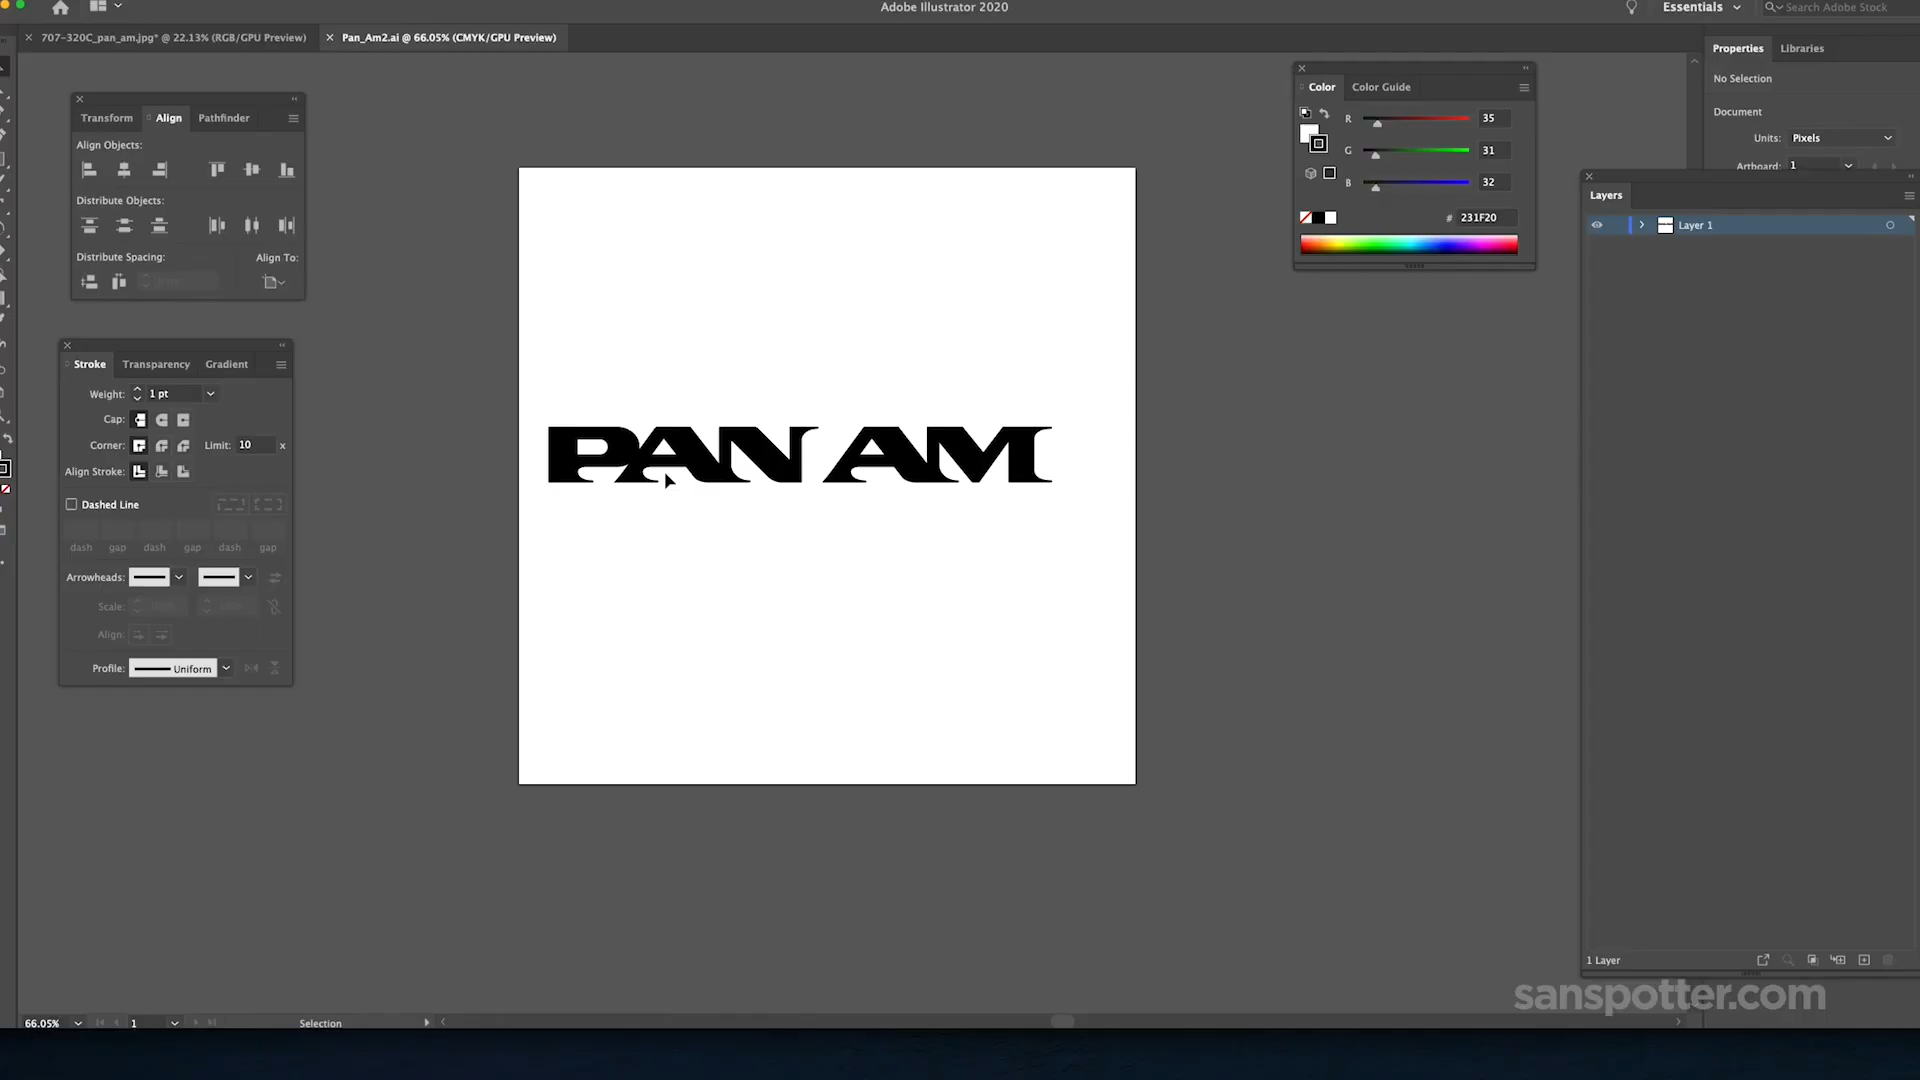 Adobe Illustrator 2020
Essentials
Search Adobe Stock
707-320C_pan_am.jpg* @ 22.13% (RGB/GPU Preview)
Pan_Am2.ai @ 66.05% (CMYK/GPU Preview)
Properties
Libraries
No Selection
Document
Units: Pixels
Artboard: 1
Transform
Align
Pathfinder
Align Objects:
Distribute Objects:
Distribute Spacing:
Align To:
Color
Color Guide
R 35
G 31
B 32
# 231F20
Layers
Layer 1
Stroke
Transparency
Gradient
Weight: 1 pt
Cap:
Corner:
Limit: 10 x
Align Stroke:
Dashed Line
dash gap dash gap dash gap
Arrowheads:
Scale:
Align:
Profile: Uniform
PAN AM
1 Layer
sanspotter.com
66.05%
1
Selection